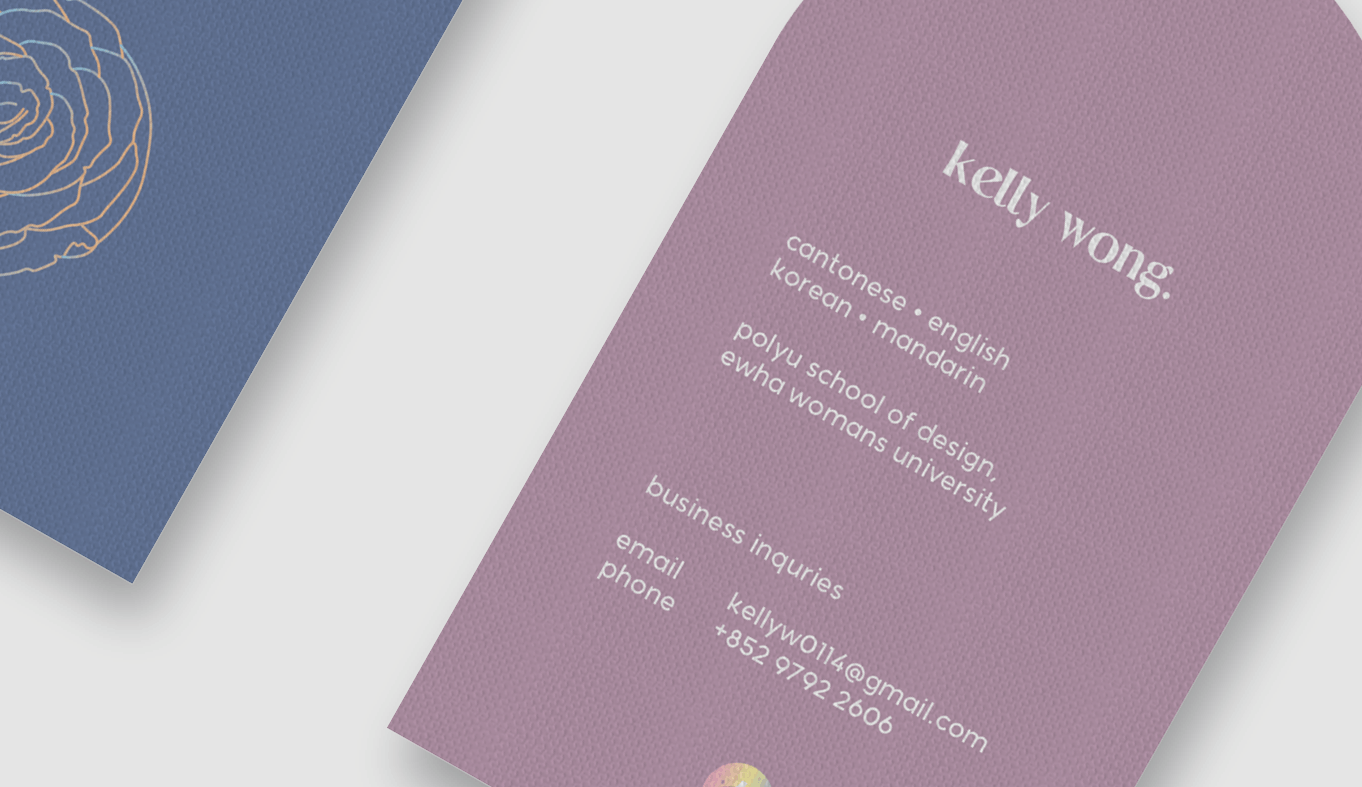 kelly wong.
cantonese • english
korean • mandarin
polyu school of design,
ewha womans university
business inquries
email kellyw0114@gmail.com
phone +852 9792 2606